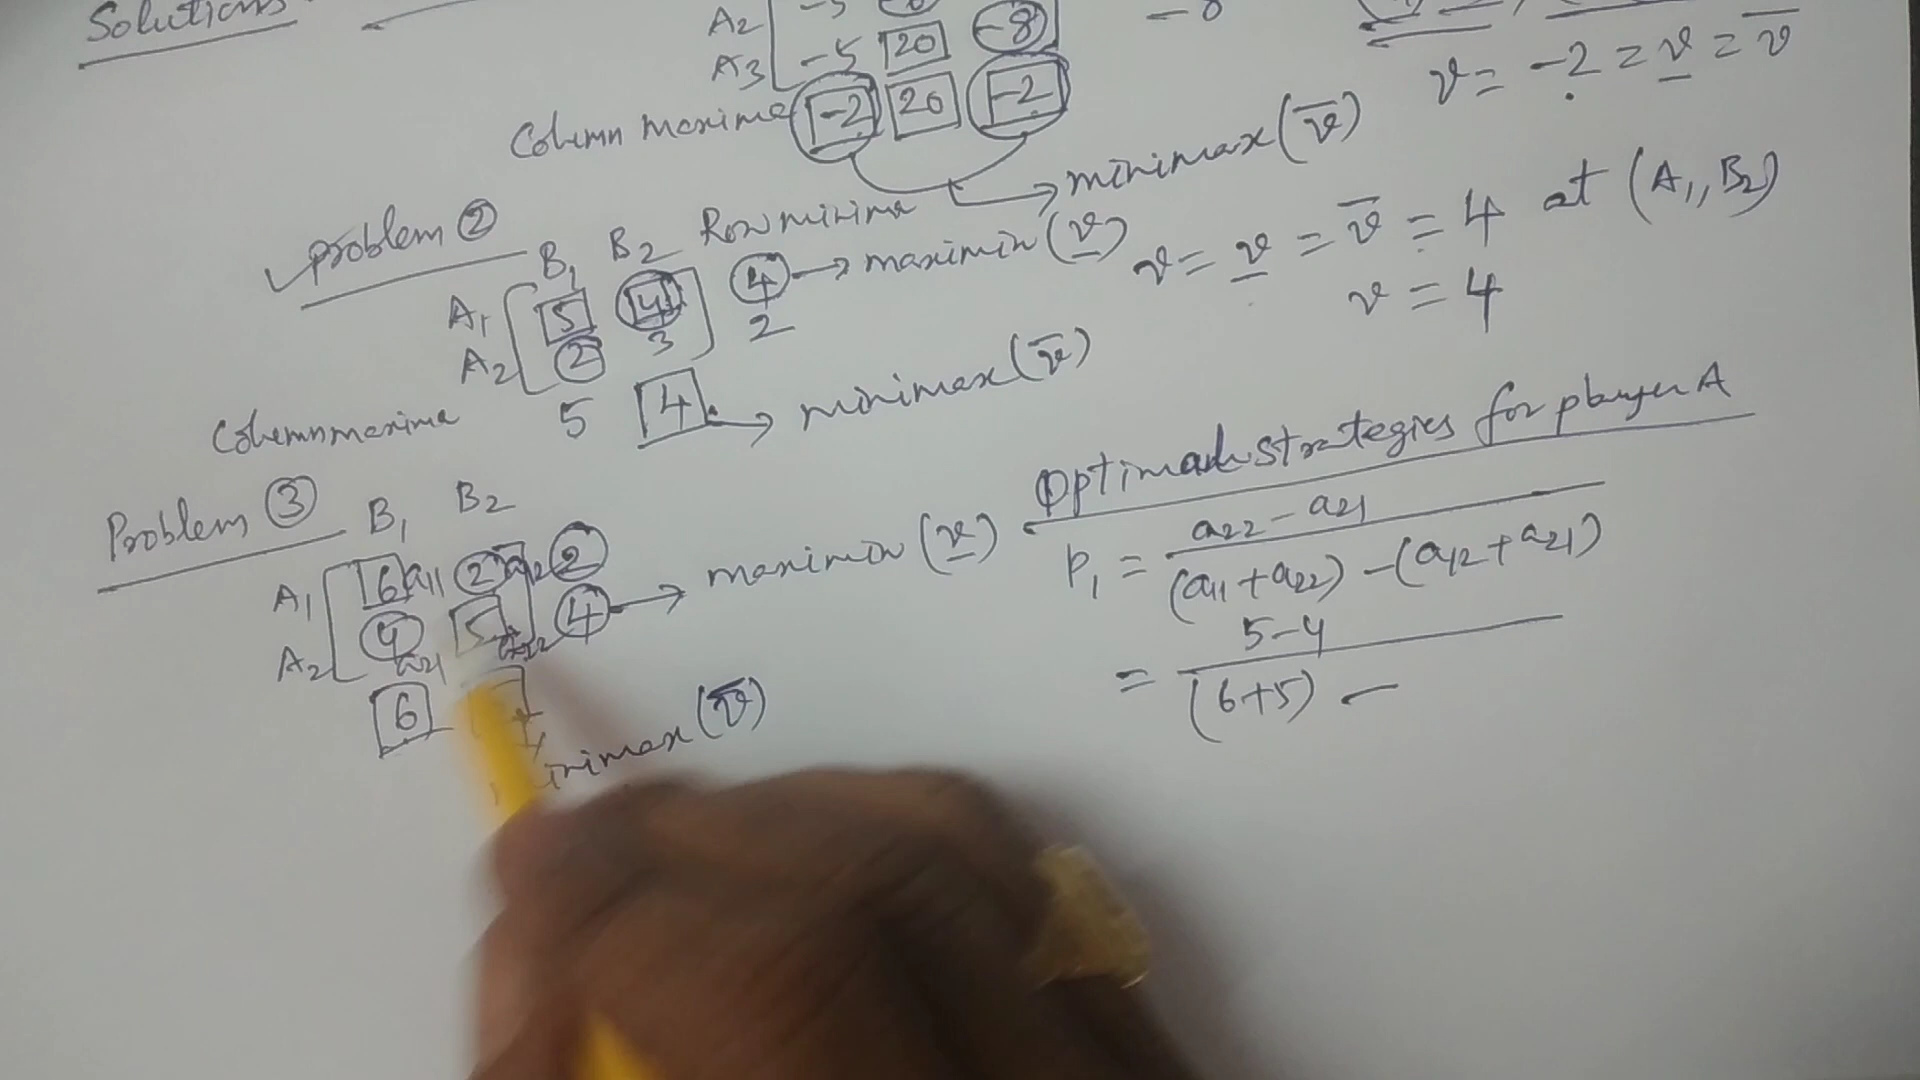 Solutions
A2 -5
A3 -5 20 -8
-8
v = -2 = v = v̅
Column maxima -2 20 -2
minimax (v̅)
Problem ②
B1 B2 Row minima
A1 5 4 4 → maximin (v)
v = v = v̅ = 4 at (A1, B2)
A2 2 3 2
v = 4
Column maxima 5 4 → minimax (v̅)
Problem ③
B1 B2
Optimal strategies for player A
A1 6 a11 2 a12 2
A2 4 a21 5 a22 4 → maximin (v)
P1 = a22 - a21 / (a11 + a22) - (a12 + a21)
= 5-4 / (6+5) -
6
minimax (v̅)